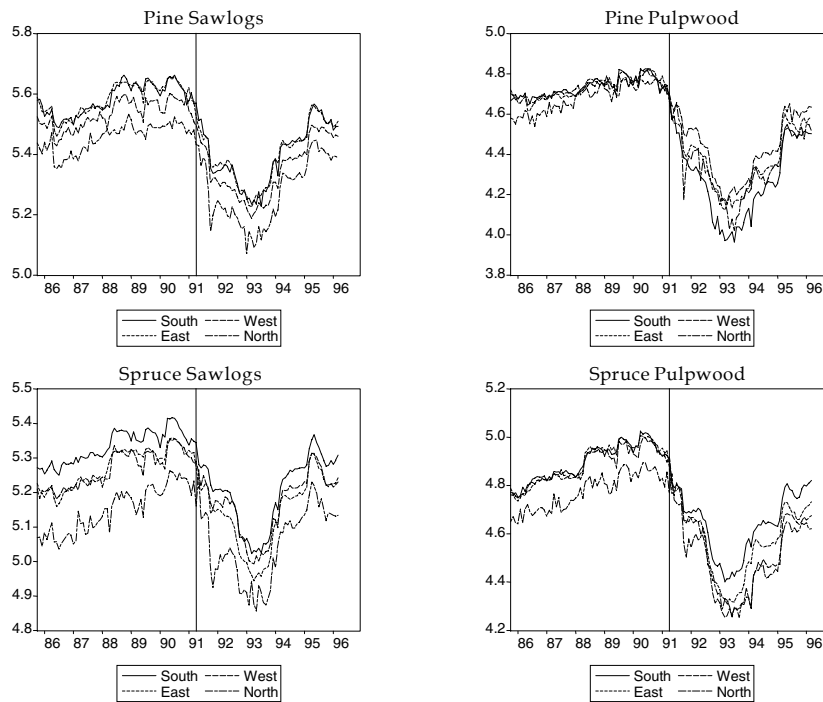 Pine Sawlogs
5.8
5.6
5.4
5.2
5.0
86 87 88 89 90 91 92 93 94 95 96
South West
East North
Pine Pulpwood
5.0
4.8
4.6
4.4
4.2
4.0
3.8
86 87 88 89 90 91 92 93 94 95 96
South West
East North
Spruce Sawlogs
5.5
5.4
5.3
5.2
5.1
5.0
4.9
4.8
86 87 88 89 90 91 92 93 94 95 96
South West
East North
Spruce Pulpwood
5.2
5.0
4.8
4.6
4.4
4.2
86 87 88 89 90 91 92 93 94 95 96
South West
East North